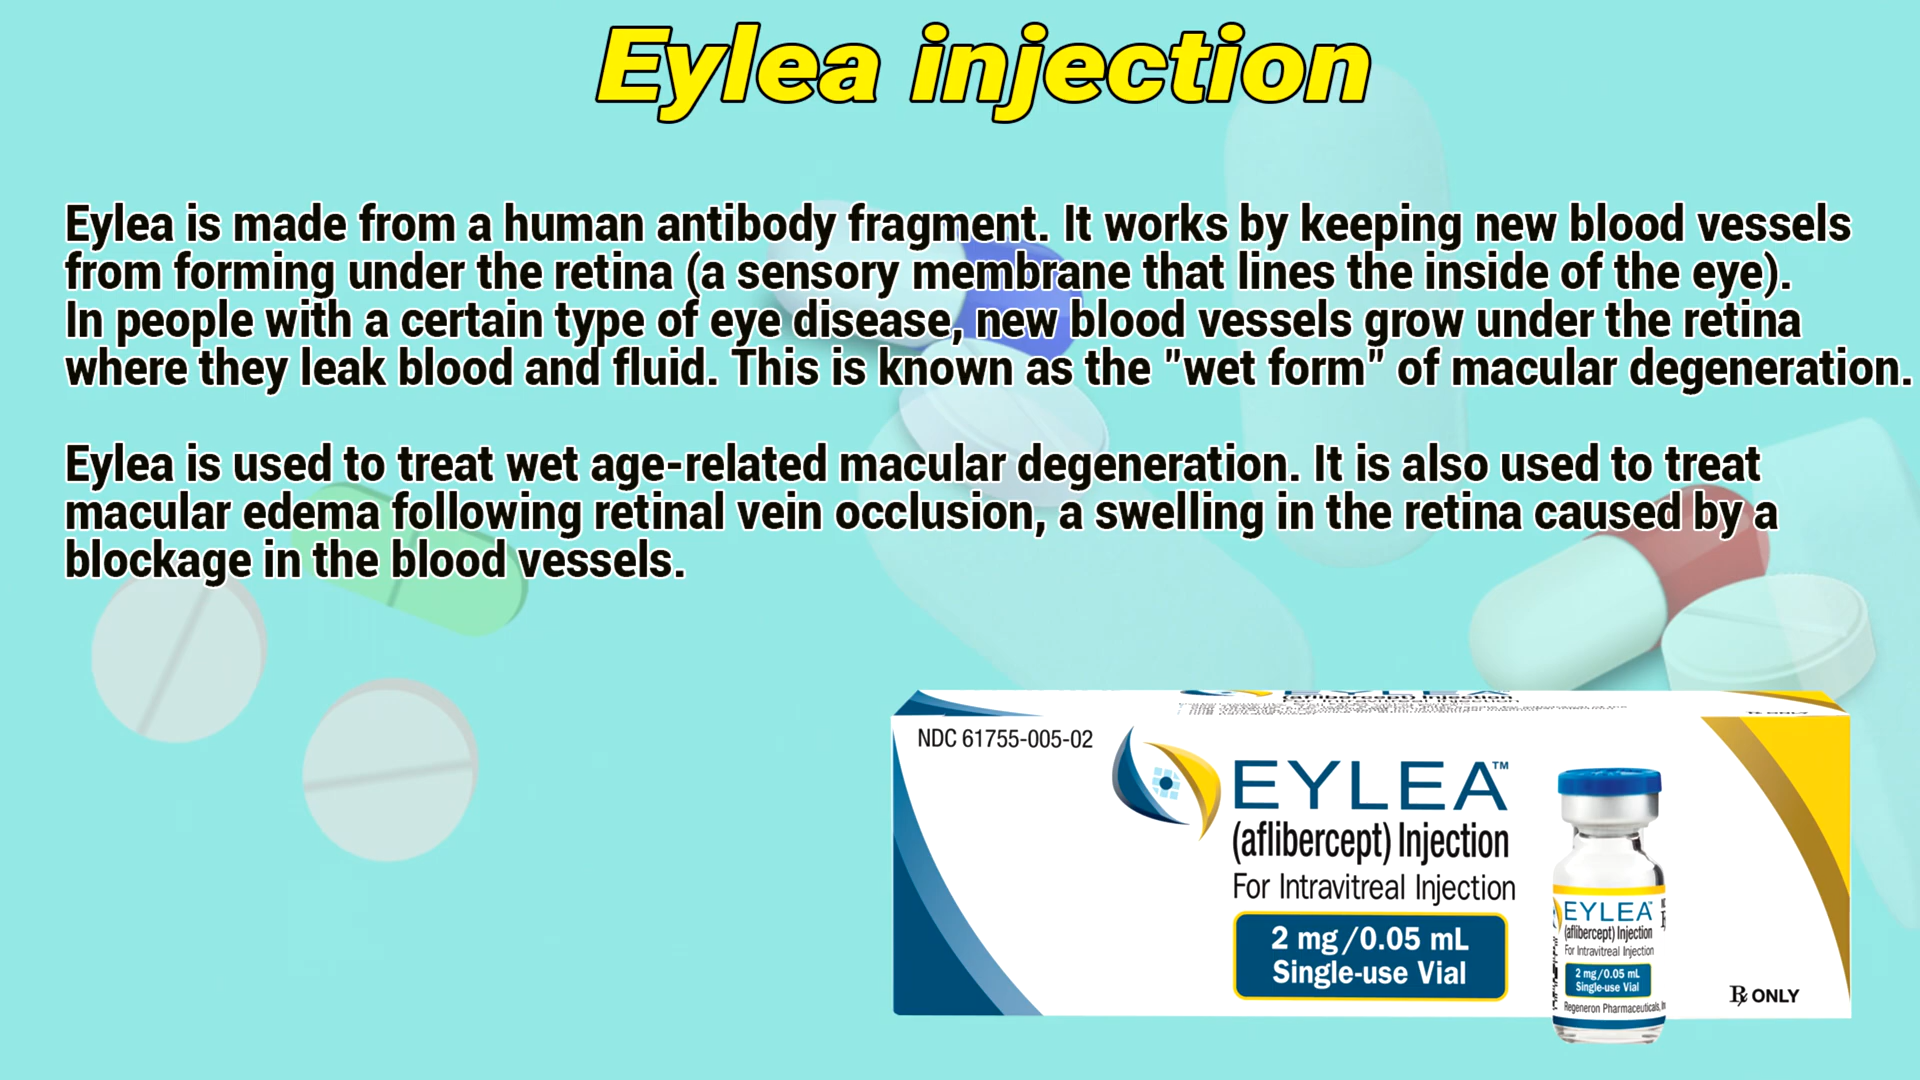 Eylea injection
Eylea is made from a human antibody fragment. It works by keeping new blood vessels
from forming under the retina (a sensory membrane that lines the inside of the eye).
In people with a certain type of eye disease, new blood vessels grow under the retina
where they leak blood and fluid. This is known as the "wet form" of macular degeneration.
Eylea is used to treat wet age-related macular degeneration. It is also used to treat
macular edema following retinal vein occlusion, a swelling in the retina caused by a
blockage in the blood vessels.
EYLEA
(aflibercept) Injection
For Intravitreal Injection
NDC 61755-005-02
EYLEA™
(aflibercept) Injection
For Intravitreal Injection
2 mg/0.05 mL
Single-use Vial
EYLEA™
(aflibercept) Injection
For Intravitreal Injection
2 mg/0.05 mL
Single-use Vial
Regeneron Pharmaceuticals,
℞ ONLY